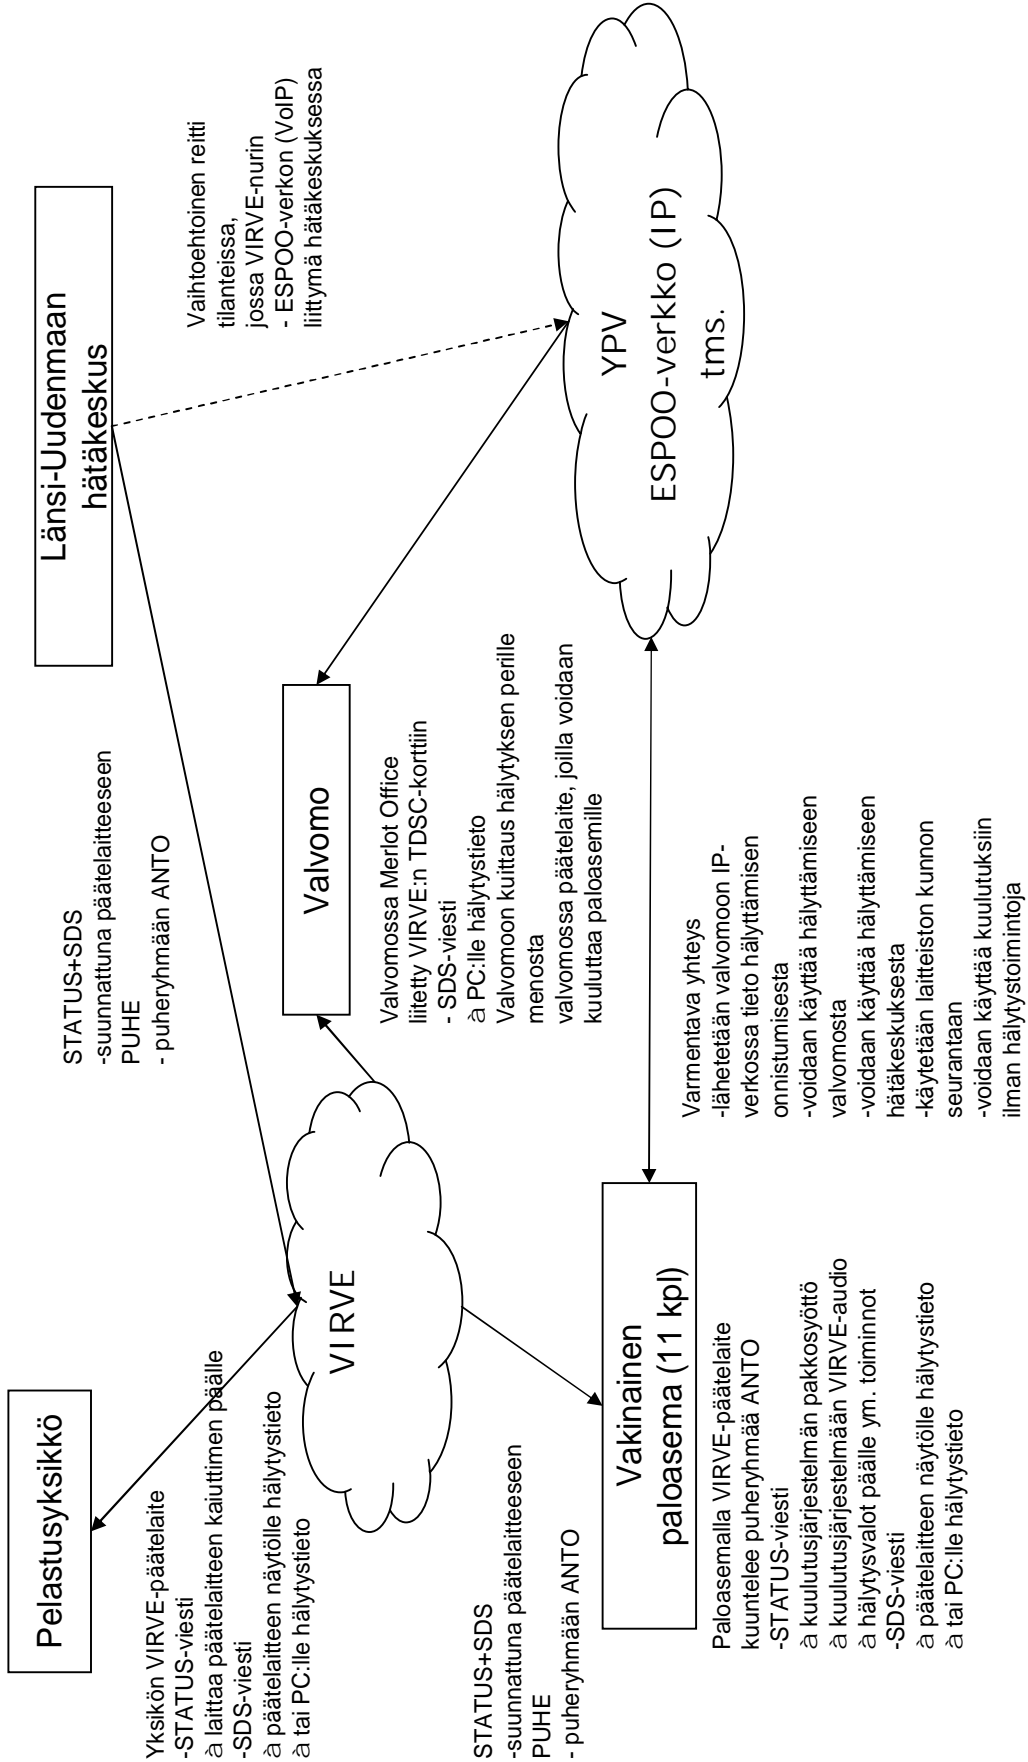 Pelastusyksikkö
Yksikön VIRVE-päätelaite
-STATUS-viesti
à laittaa päätelaitteen kaiuttimen päälle
-SDS-viesti
à päätelaitteen näytölle hälytystieto
à tai PC:lle hälytystieto
STATUS+SDS
-suunnattuna päätelaitteeseen
PUHE
- puheryhmään ANTO
Länsi-Uudenmaan
hätäkeskus
Vaihtoehtoinen reitti
tilanteissa,
jossa VIRVE-nurin
- ESPOO-verkon (VoIP)
liittymä hätäkeskuksessa
VIRVE
Valvomo
Valvomossa Merlot Office
liitetty VIRVE:n TDSC-korttiin
- SDS-viesti
à PC:lle hälytystieto
Valvomoon kuittaus hälytyksen perille
menosta
valvomossa päätelaite, joilla voidaan
kuuluttaa paloasemille
YPV
ESPOO-verkko (IP)
tms.
STATUS+SDS
-suunnattuna päätelaitteeseen
PUHE
- puheryhmään ANTO
Vakinainen
paloasema (11 kpl)
Paloasemalla VIRVE-päätelaite
kuntelee puheryhmää ANTO
-STATUS-viesti
à kuulutusjärjestelmän pakkosyöttö
à kuulutusjärjestelmään VIRVE-audio
à hälytysvalot päälle ym. toiminnot
-SDS-viesti
à päätelaitteen näytölle hälytystieto
à tai PC:lle hälytystieto
Varmentava yhteys
-lähetetään valvomoon IP-
verkossa tieto hälyttämisen
onnistumisesta
-voidaan käyttää hälyttämiseen
valvomosta
-voidaan käyttää hälyttämiseen
hätäkeskuksesta
-käytetään laitteiston kunnon
seurantaan
-voidaan käyttää kuulutuksiin
ilman hälytystoimintoja